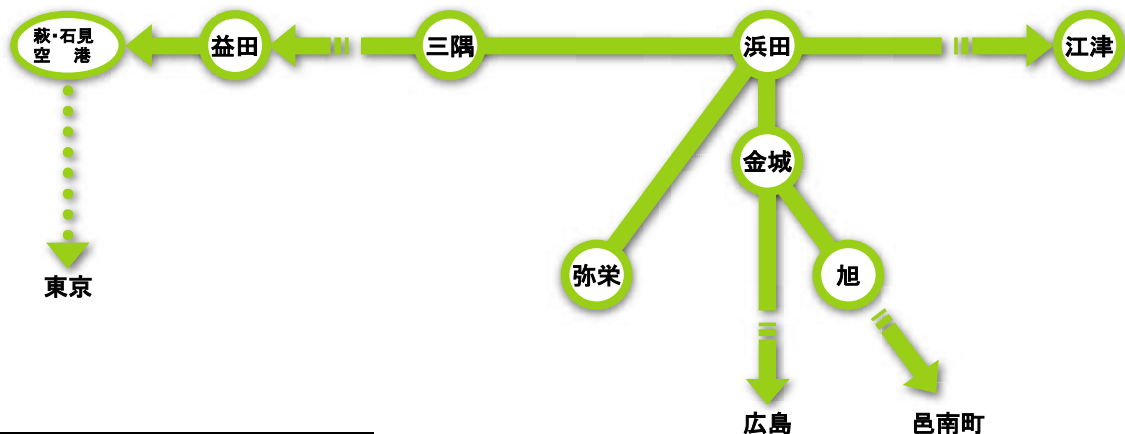 萩・石見
空 港
益田
三隅
浜田
江津
金城
弥栄
旭
東京
広島
邑南町